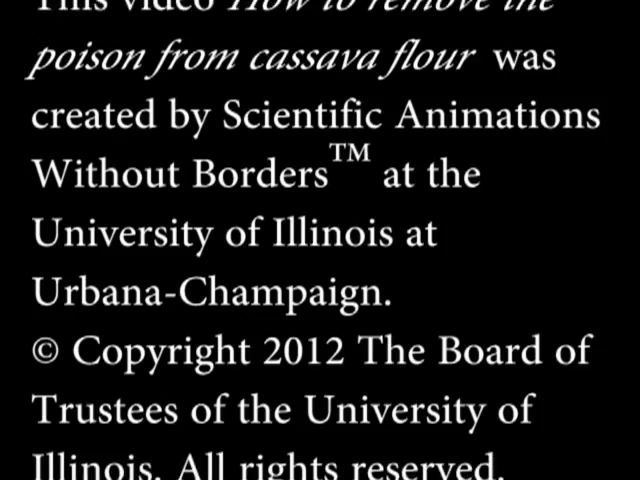 This video How to remove the
poison from cassava flour was
created by Scientific Animations
Without Borders™ at the
University of Illinois at
Urbana-Champaign.
© Copyright 2012 The Board of
Trustees of the University of
Illinois. All rights reserved.